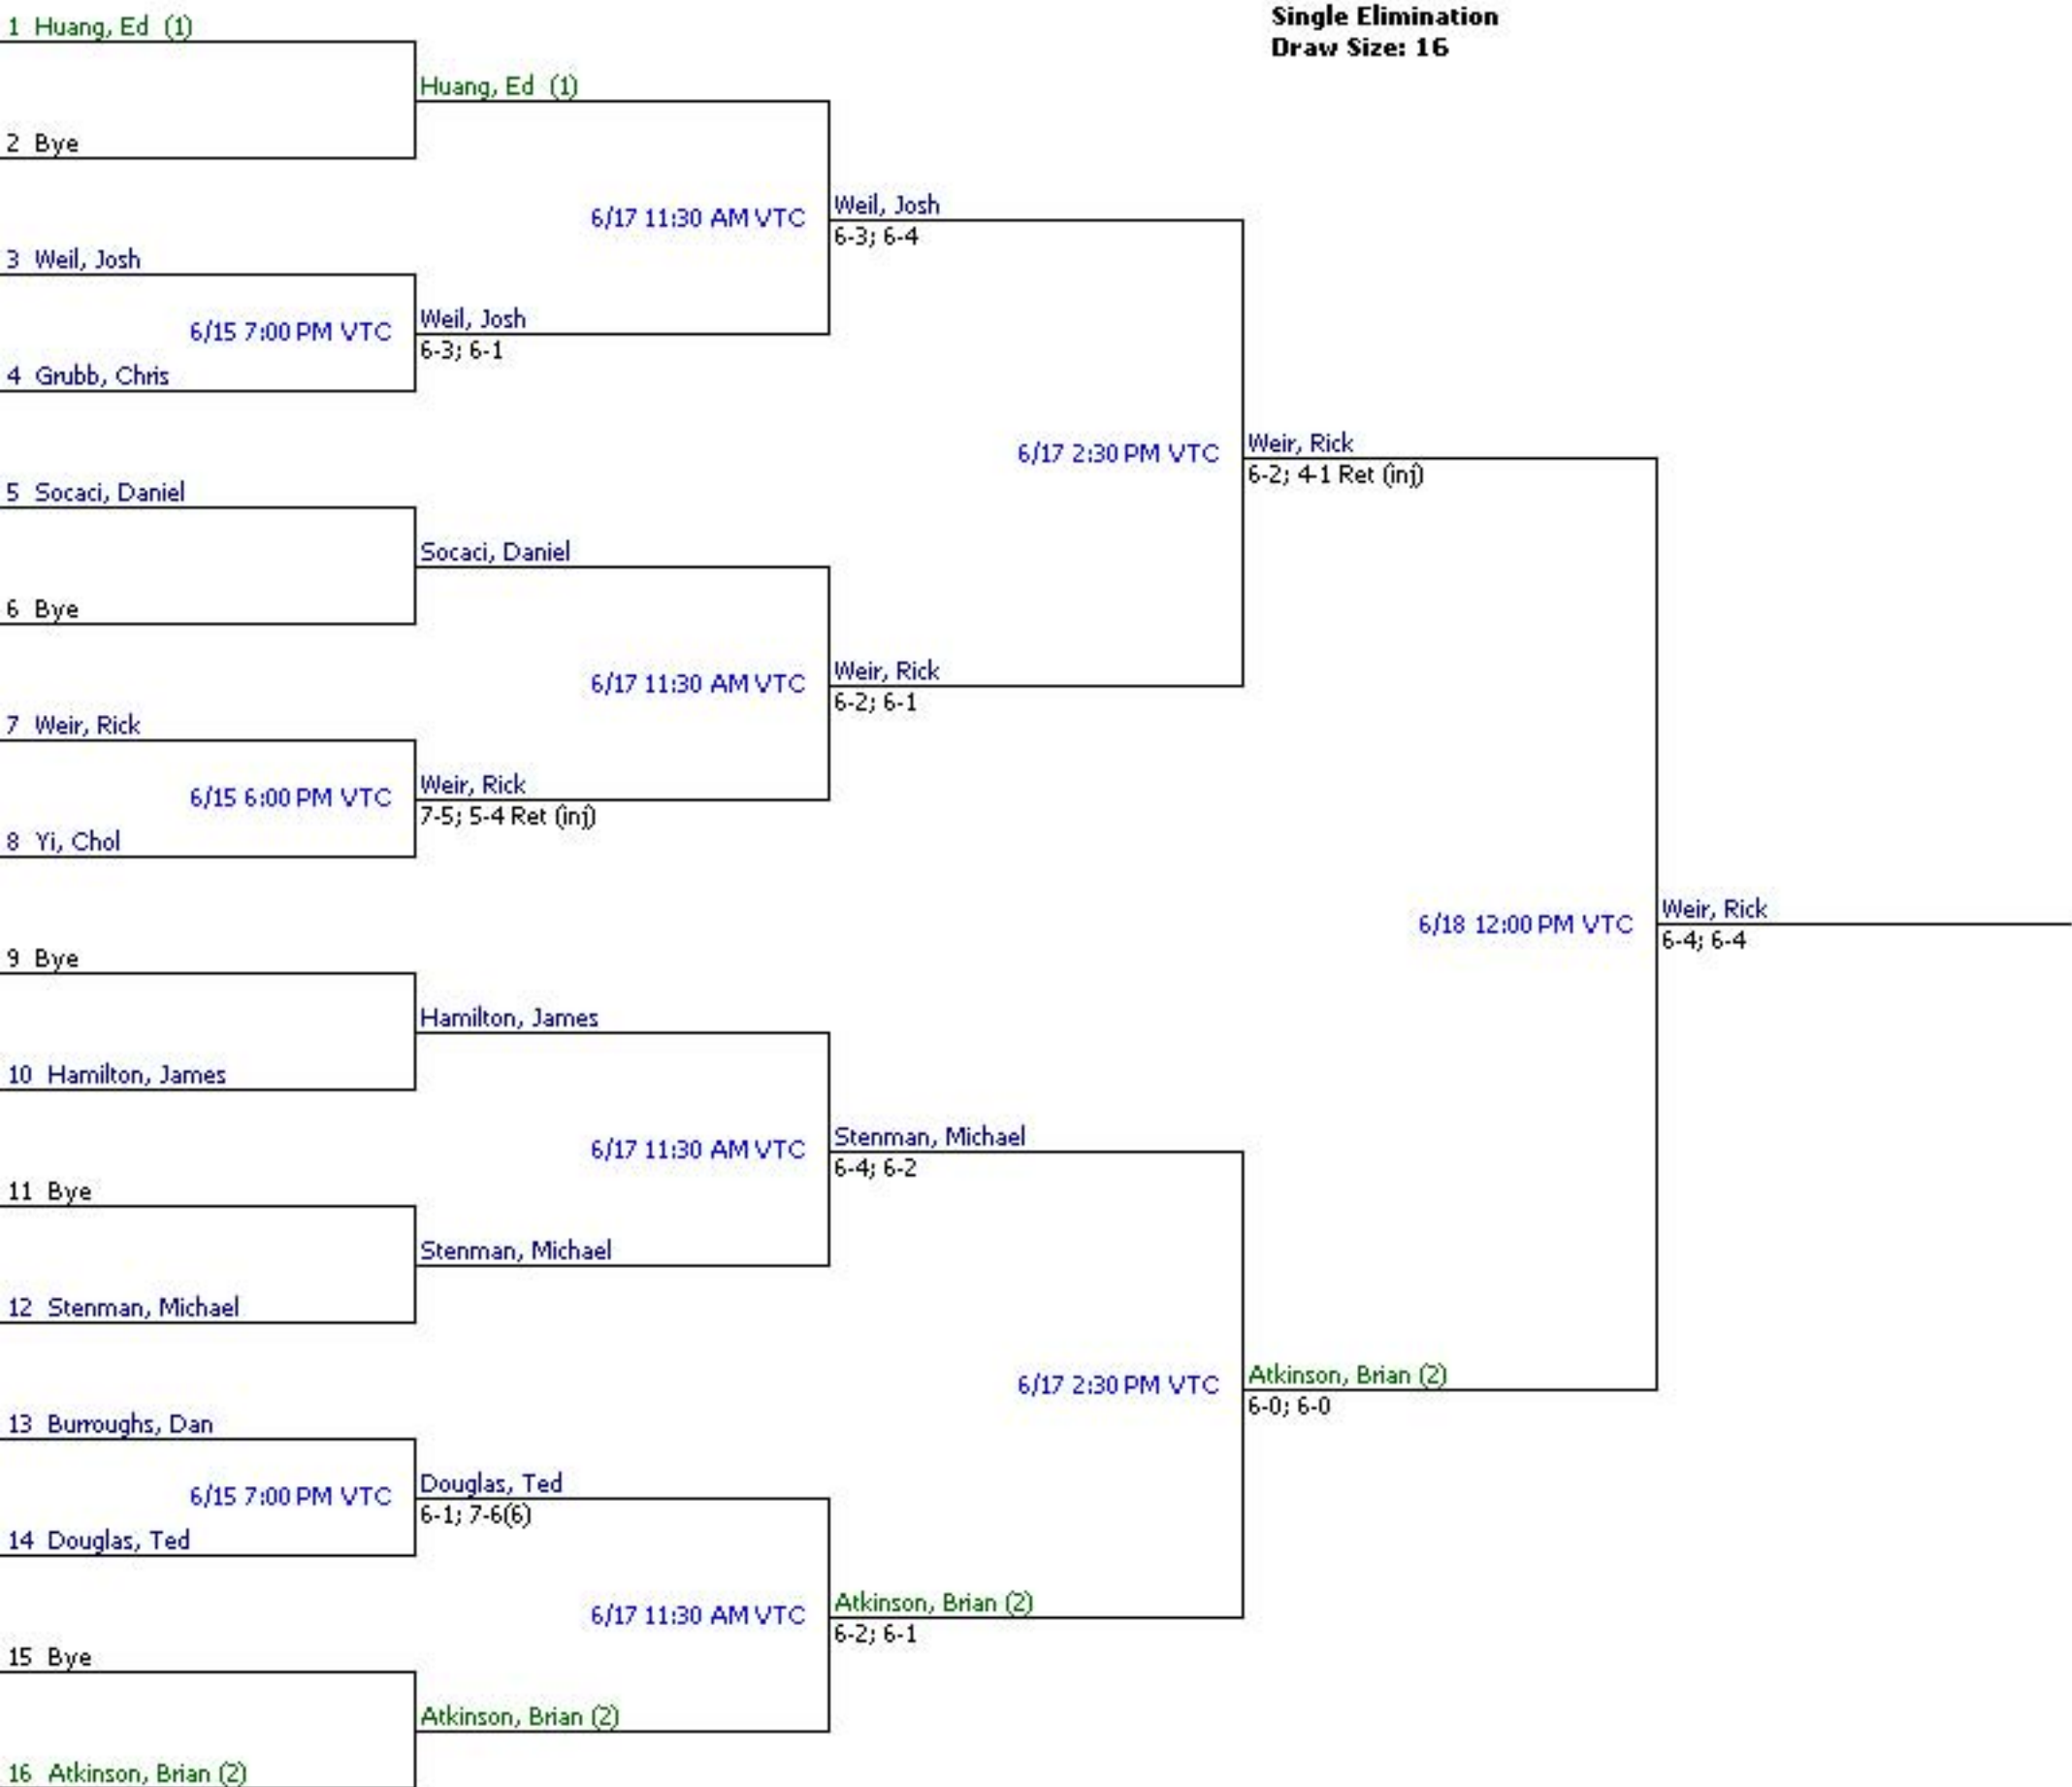 Single Elimination
Draw Size: 16
1 Huang, Ed (1)
Huang, Ed (1)
2 Bye
6/17 11:30 AM VTC
Weil, Josh
6-3; 6-4
3 Weil, Josh
6/15 7:00 PM VTC
Weil, Josh
6-3; 6-1
4 Grubb, Chris
6/17 2:30 PM VTC
Weir, Rick
6-2; 4-1 Ret (inj)
5 Socaci, Daniel
Socaci, Daniel
6 Bye
6/17 11:30 AM VTC
Weir, Rick
6-2; 6-1
7 Weir, Rick
6/15 6:00 PM VTC
Weir, Rick
7-5; 5-4 Ret (inj)
8 Yi, Chol
6/18 12:00 PM VTC
Weir, Rick
6-4; 6-4
9 Bye
Hamilton, James
10 Hamilton, James
6/17 11:30 AM VTC
Stenman, Michael
6-4; 6-2
11 Bye
Stenman, Michael
12 Stenman, Michael
6/17 2:30 PM VTC
Atkinson, Brian (2)
6-0; 6-0
13 Burroughs, Dan
6/15 7:00 PM VTC
Douglas, Ted
6-1; 7-6(6)
14 Douglas, Ted
6/17 11:30 AM VTC
Atkinson, Brian (2)
6-2; 6-1
15 Bye
Atkinson, Brian (2)
16 Atkinson, Brian (2)